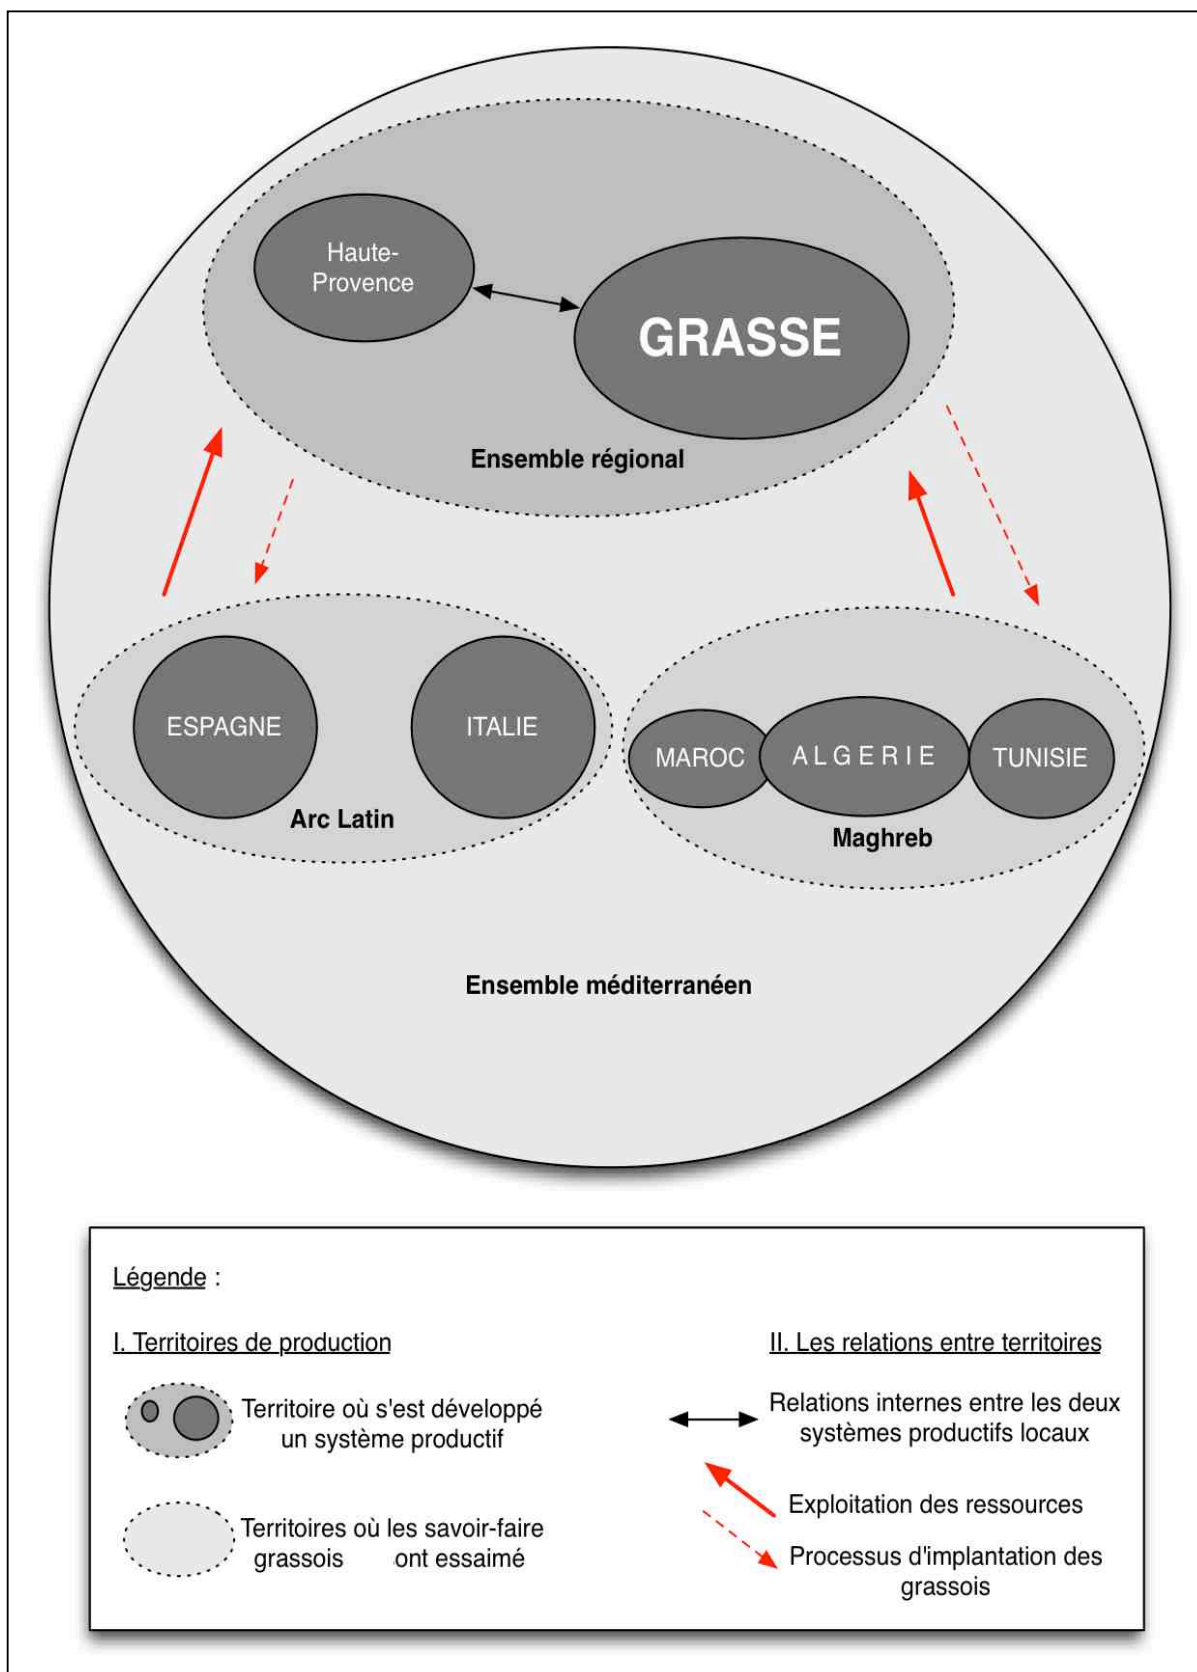 Haute-
Provence
GRASSE
Ensemble régional
ESPAGNE
ITALIE
Arc Latin
MAROC
ALGERIE
TUNISIE
Maghreb
Ensemble méditerranéen
Légende :
I. Territoires de production
Territoire où s'est développé
un système productif
Territoires où les savoir-faire
grassois .ont essaimé
II. Les relations entre territoires
Relations internes entre les deux
systèmes productifs locaux
Exploitation des ressources
Processus d'implantation des
grassois